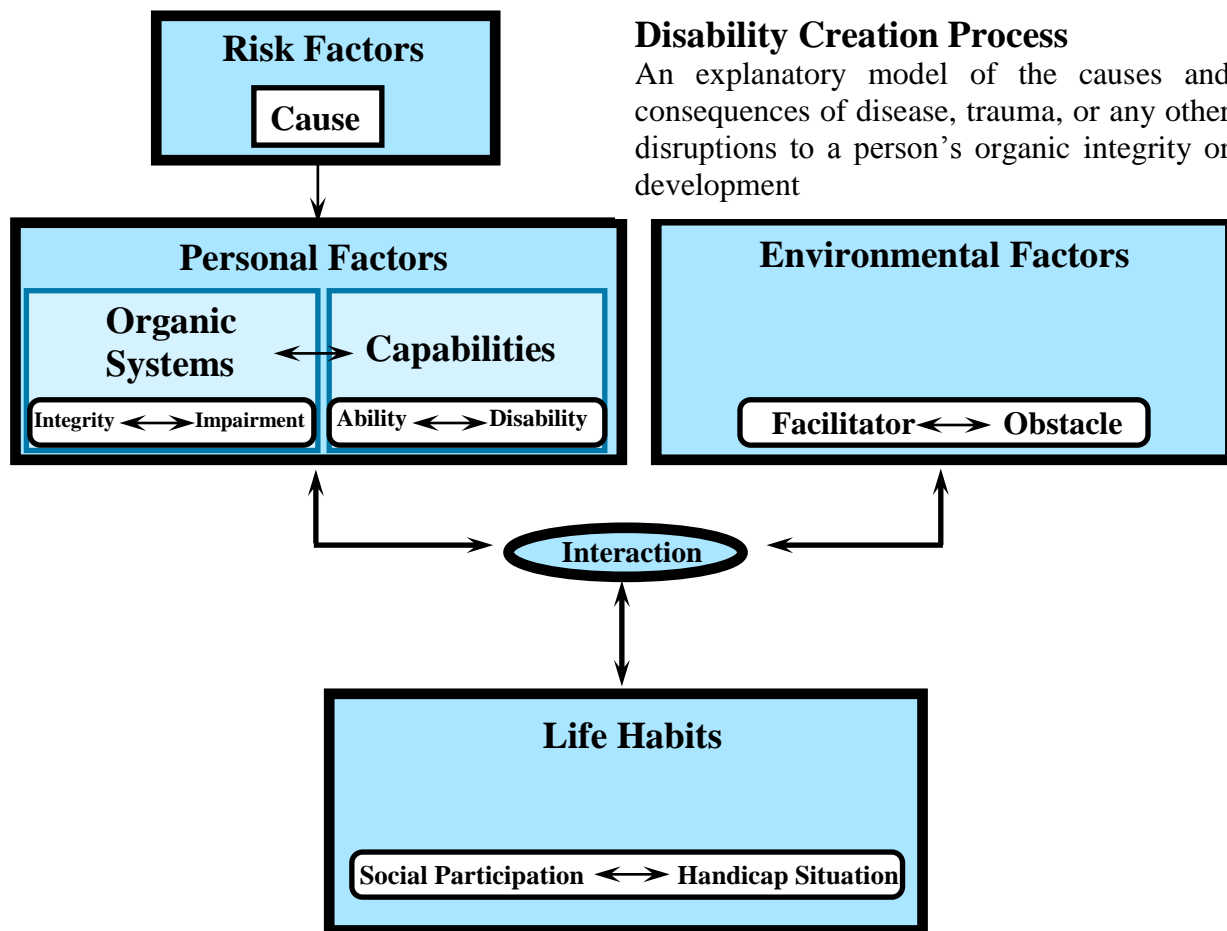 Risk Factors
Cause
Disability Creation Process
An explanatory model of the causes and
consequences of disease, trauma, or any other
disruptions to a person’s organic integrity or
development
Personal Factors
Organic
Systems
Capabilities
Integrity Impairment
Ability Disability
Environmental Factors
Facilitator Obstacle
Interaction
Life Habits
Social Participation Handicap Situation